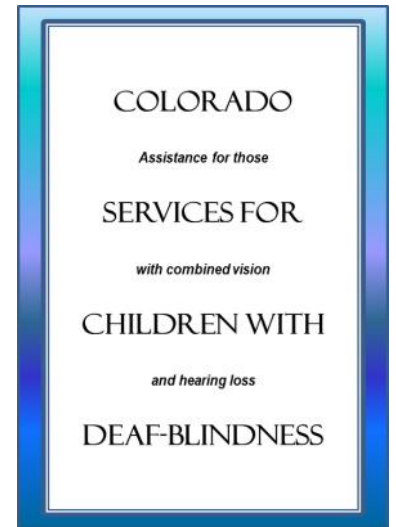 COLORADO
Assistance for those
SERVICES FOR
with combined vision
CHILDREN WITH
and hearing loss
DEAF-BLINDNESS